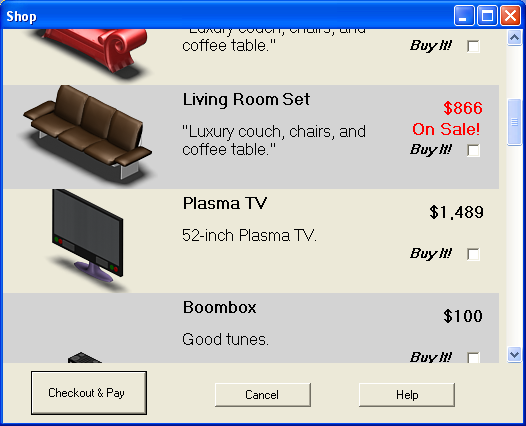 Shop
"Luxury couch, chairs, and
coffee table."
Buy It!
Living Room Set
$866
On Sale!
"Luxury couch, chairs, and
coffee table."
Buy It!
Plasma TV
$1,489
52-inch Plasma TV.
Buy It!
Boombox
$100
Good tunes.
Buy It!
Checkout & Pay
Cancel
Help